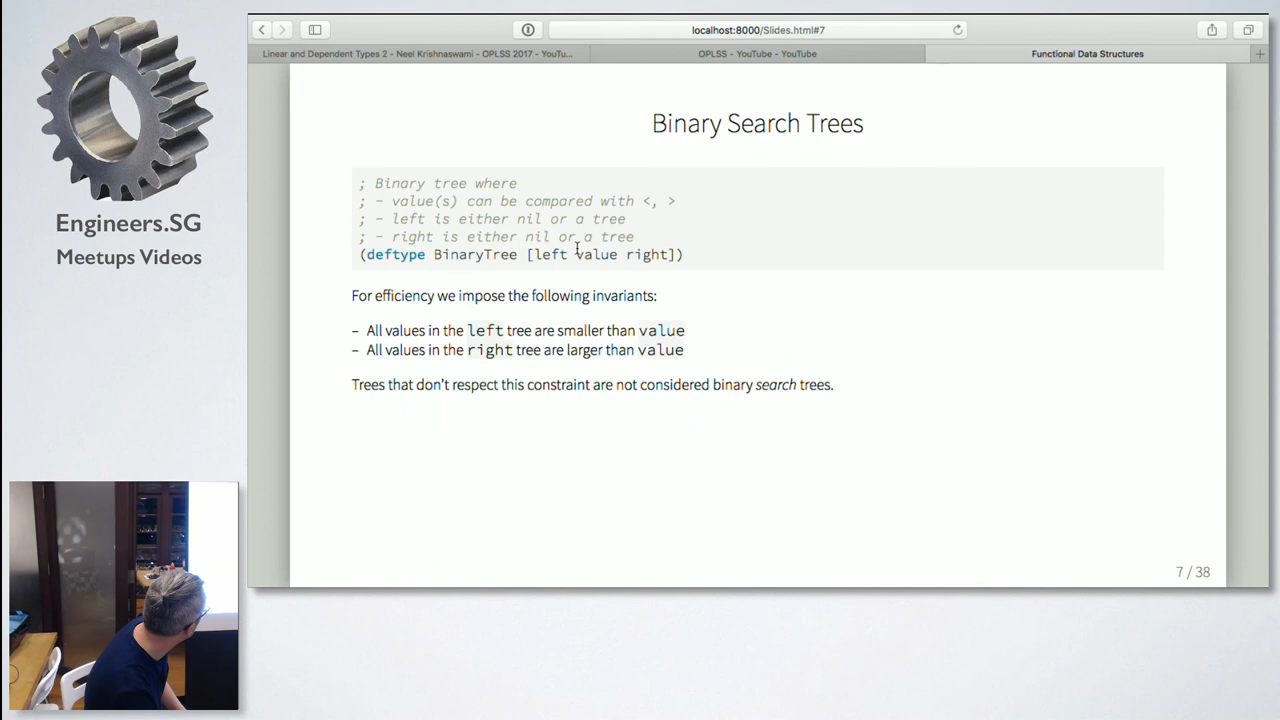 localhost:8000/Slides.html#7
Linear and Dependent Types 2 - Neel Krishnaswami - OPLSS 2017 - YouTu...
OPLSS - YouTube - YouTube
Functional Data Structures
Engineers.SG
Meetups Videos
Binary Search Trees
; Binary tree where
; - value(s) can be compared with <, >
; - left is either nil or a tree
; - right is either nil or a tree
(deftype BinaryTree [left value right])
For efficiency we impose the following invariants:
– All values in the left tree are smaller than value
– All values in the right tree are larger than value
Trees that don't respect this constraint are not considered binary search trees.
7 / 38